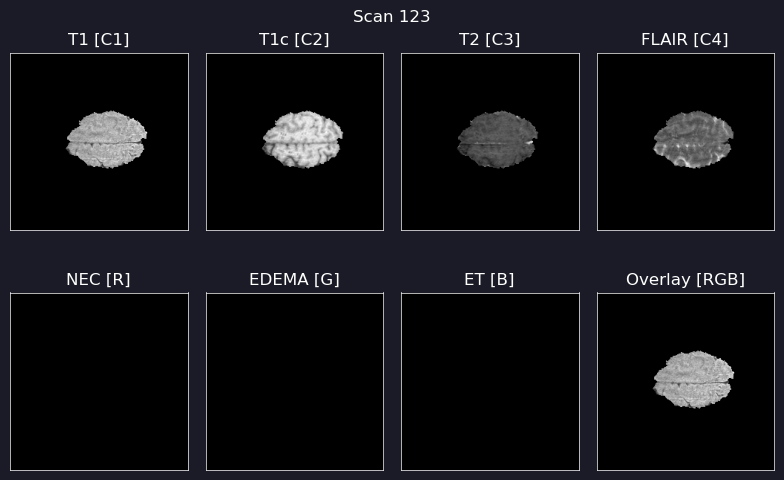 Scan 123
T1 [C1]
T1c [C2]
T2 [C3]
FLAIR [C4]
NEC [R]
EDEMA [G]
ET [B]
Overlay [RGB]